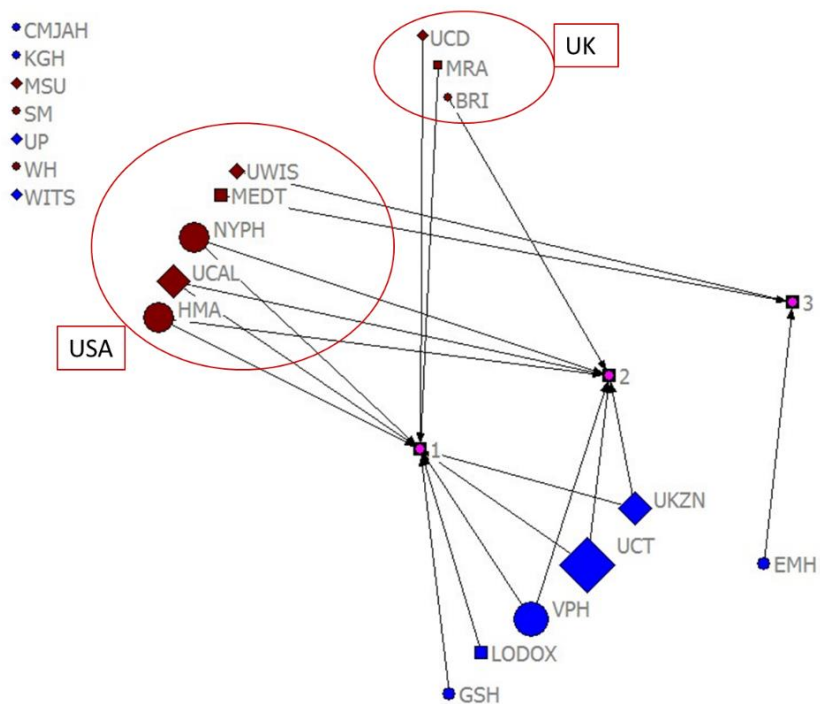 CMJAH
KGH
MSU
SM
UP
WH
WITS
UCD
MRA
BRI
UK
UWIS
MEDT
NYPH
UCAL
HMA
USA
3
2
1
UKZN
UCT
EMH
VPH
LODOX
GSH